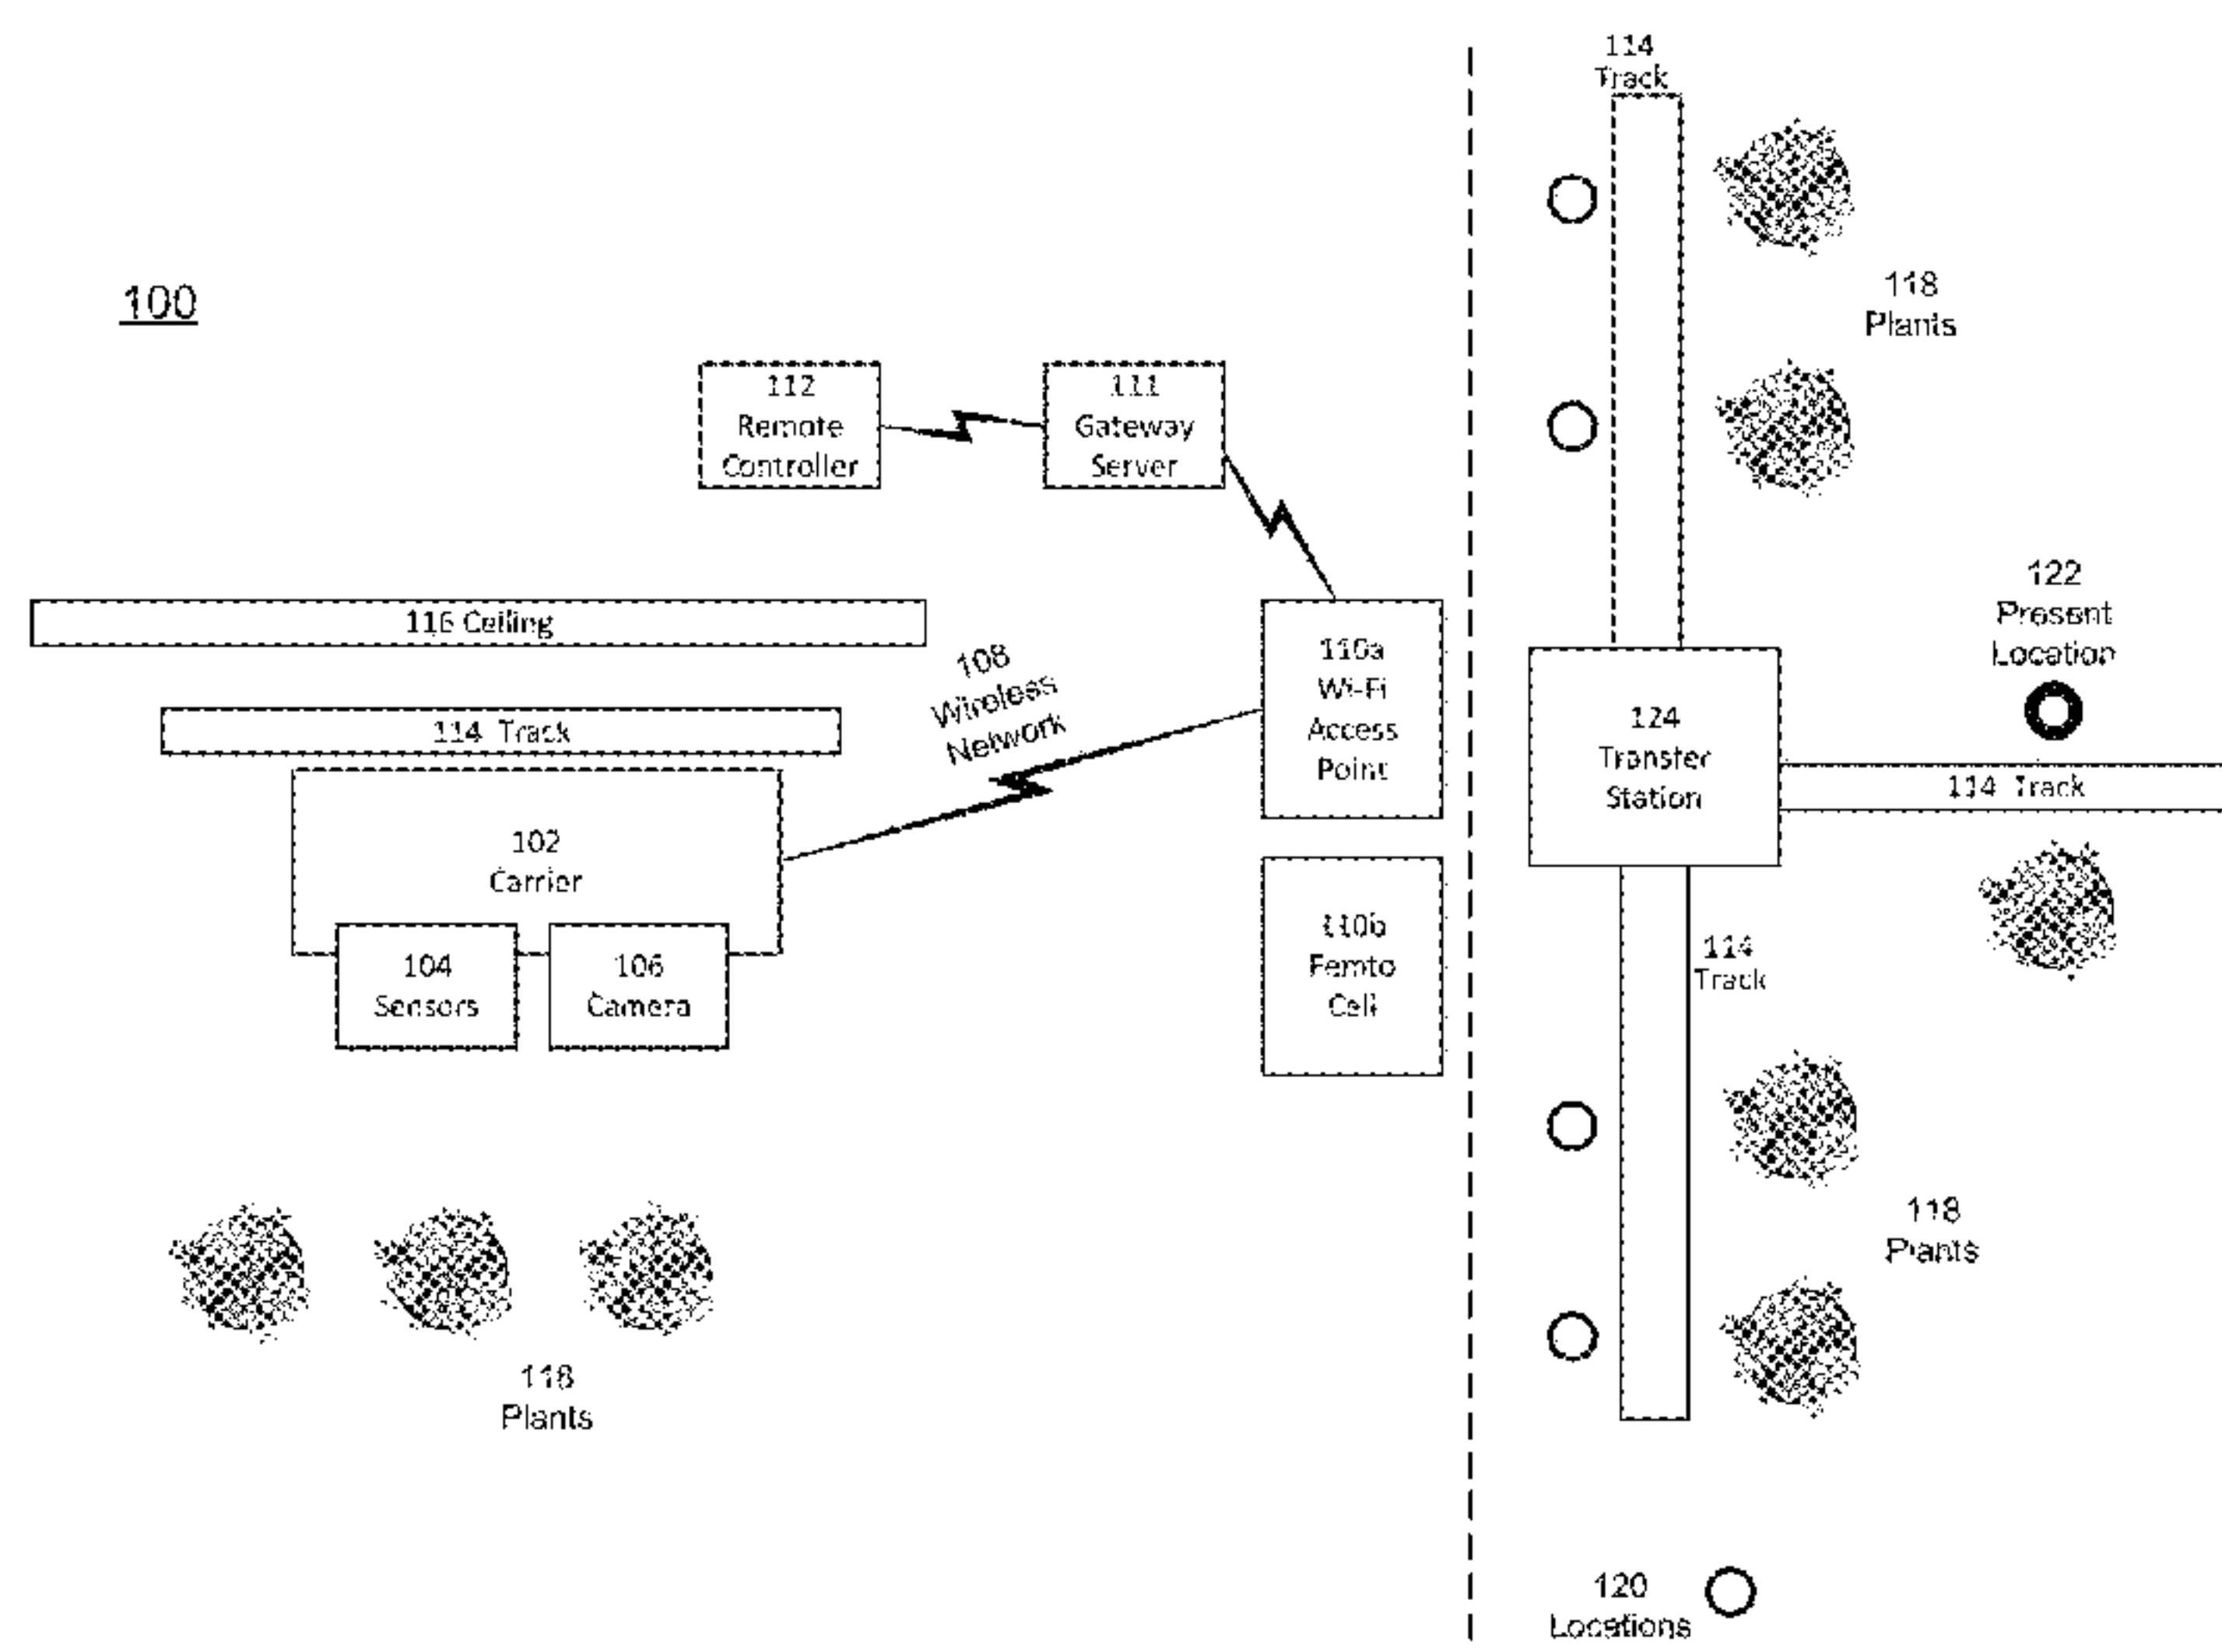 114
Track
118
Plants
100
112
Remote
Controller
111
Gateway
Server
122
Present
Location
116 Ceiling
108
Wireless
Network
110a
Wi-Fi
Access
Point
114 Track
124
Transfer
Station
114 Track
102
Carrier
104
Sensors
106
Camera
110b
Femto
Cell
114
Track
118
Plants
118
Plants
120
Locations